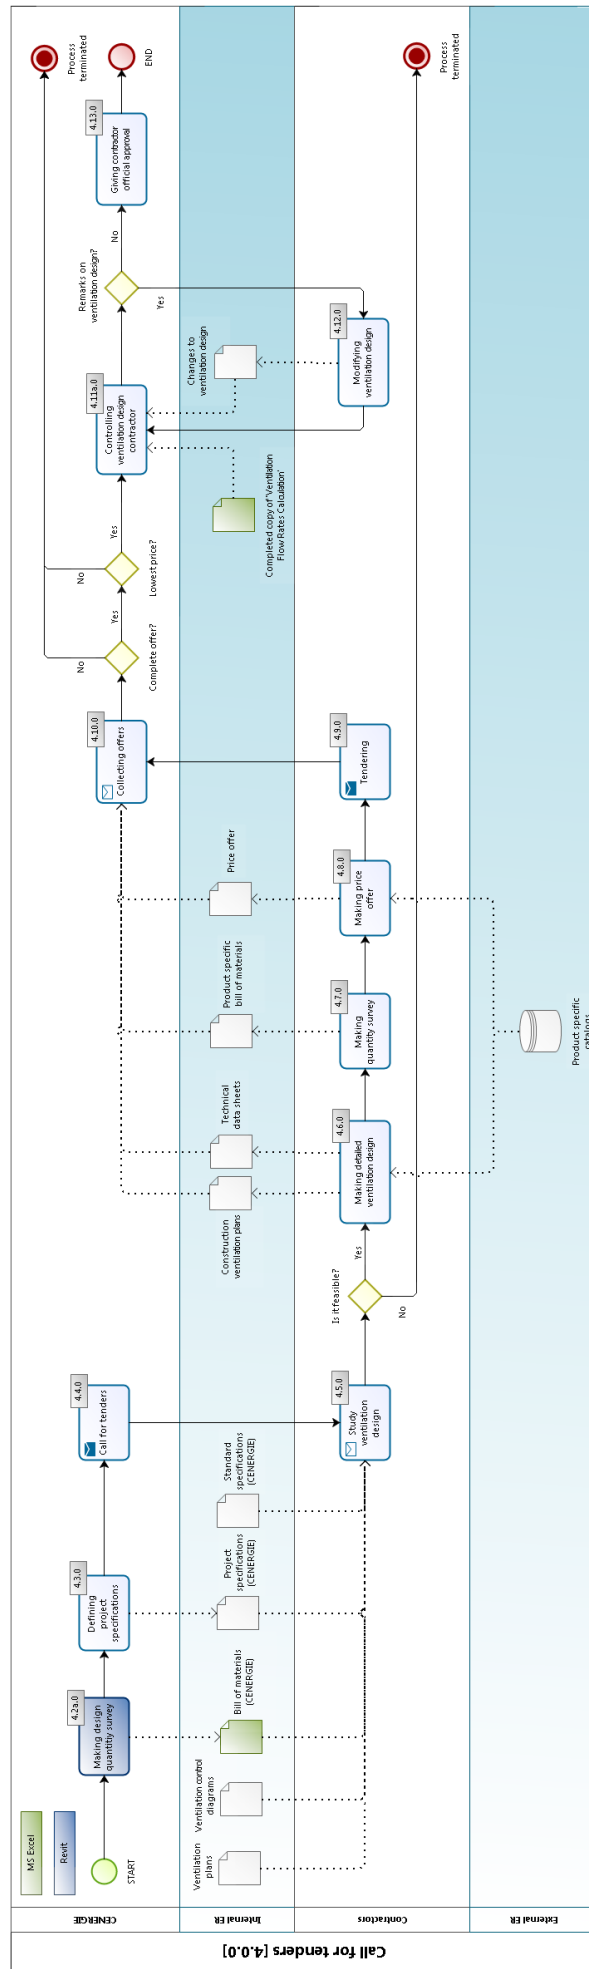 Call for tenders [4.0.0]
CENERGIE
Internal ER
Contractors
External ER
MS Excel
Revit
START
4.2a.0
Making design
quantitiy survey
4.3.0
Defining
project
specifications
4.4.0
Call for tenders
Ventilation
plans
Ventilation control
diagrams
Bill of materials
(CENERGIE)
Project
specifications
(CENERGIE)
Standard
specifications
(CENERGIE)
4.5.0
Study
ventilation
design
Is it feasible?
Yes
No
4.6.0
Making detailed
ventilation design
Construction
ventilation plans
Technical
data sheets
4.7.0
Making
quantity survey
Product specific
bill of materials
4.8.0
Making price
offer
Price offer
Product specific
catalogs
4.9.0
Tendering
4.10.0
Collecting offers
Complete offer?
No
Yes
Lowest price?
No
Yes
Completed copy of 'Ventilation
Flow Rates Calculation'
4.11a.0
Controlling
ventilation design
contractor
Changes to
ventilation design
4.12.0
Modifying
ventilation design
Remarks on
ventilation design?
Yes
No
4.13.0
Giving contractor
official approval
END
Process
terminated
Process
terminated